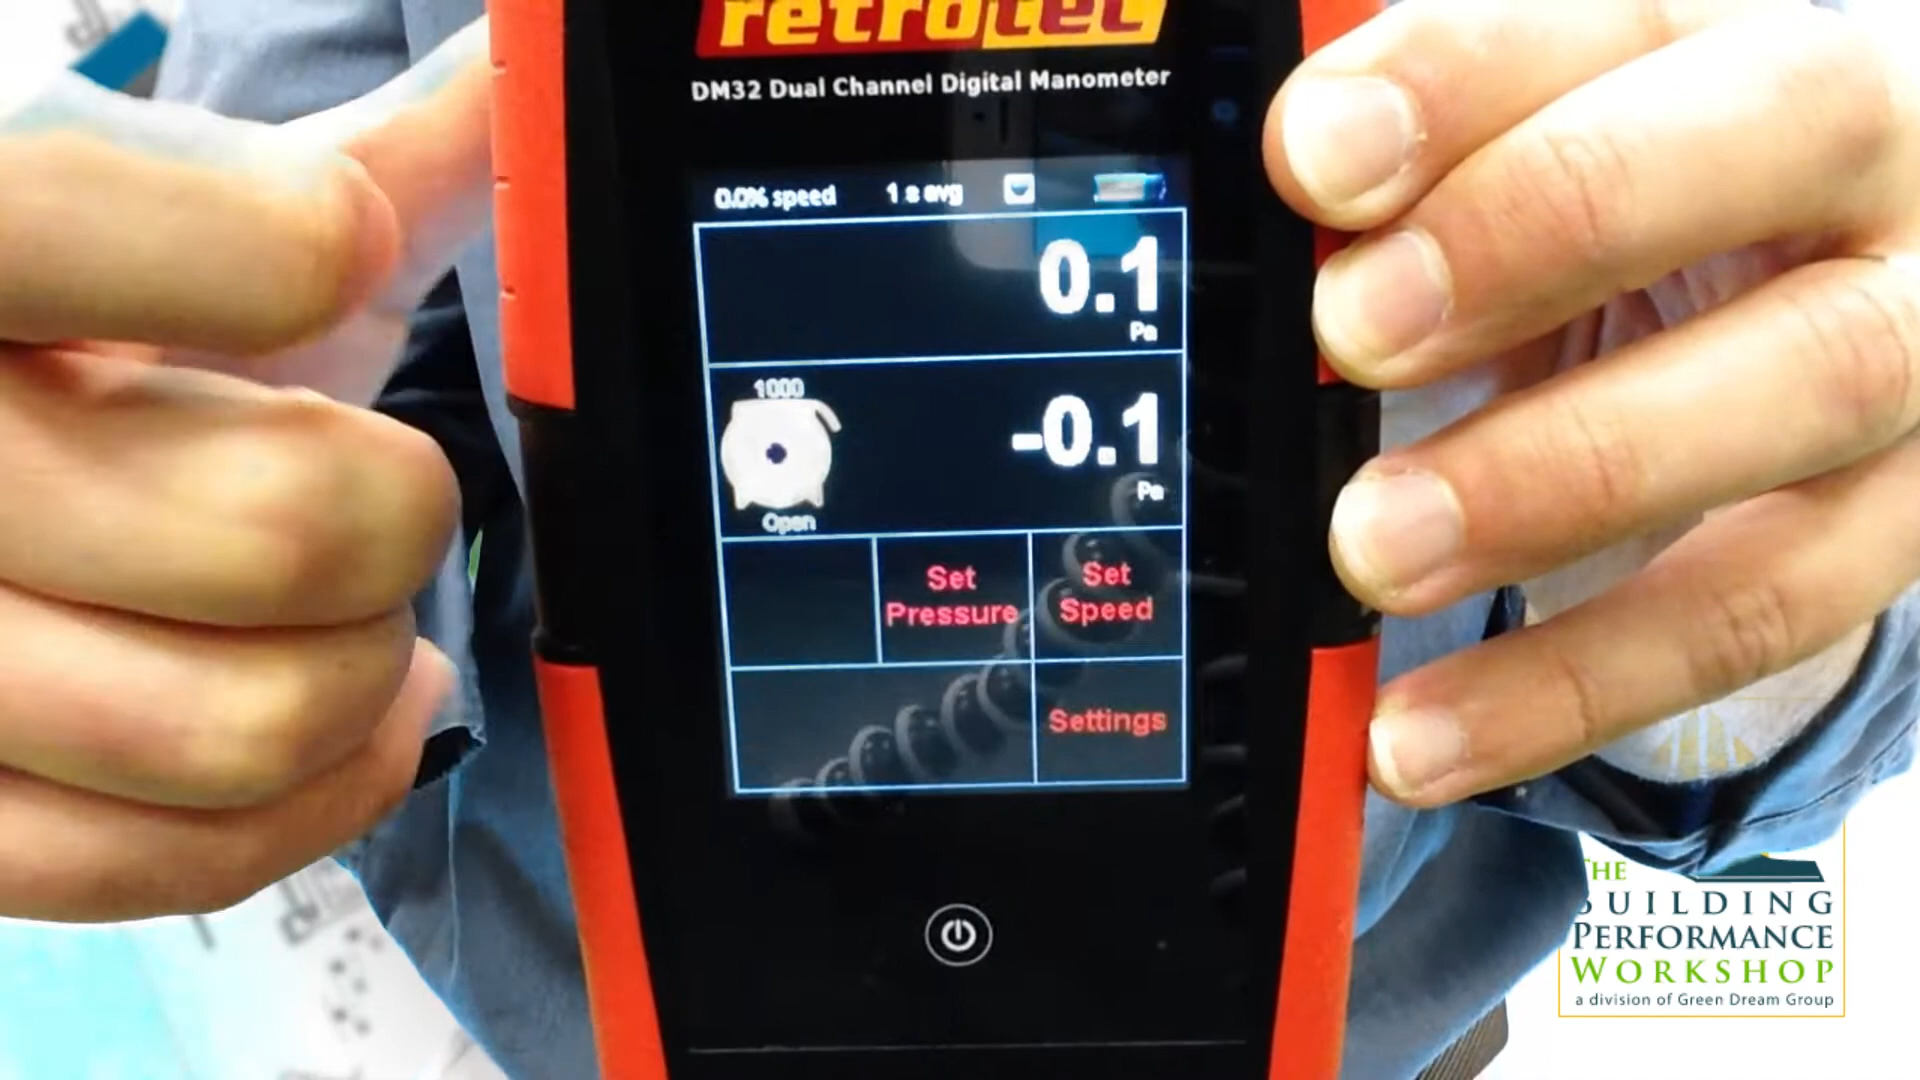 retrotec
DM32 Dual Channel Digital Manometer
0.0% speed 1 s avg
0.1
Pa
1000
-0.1
Pa
Open
Set
Pressure
Set
Speed
Settings
THE
BUILDING
PERFORMANCE
WORKSHOP
a division of Green Dream Group